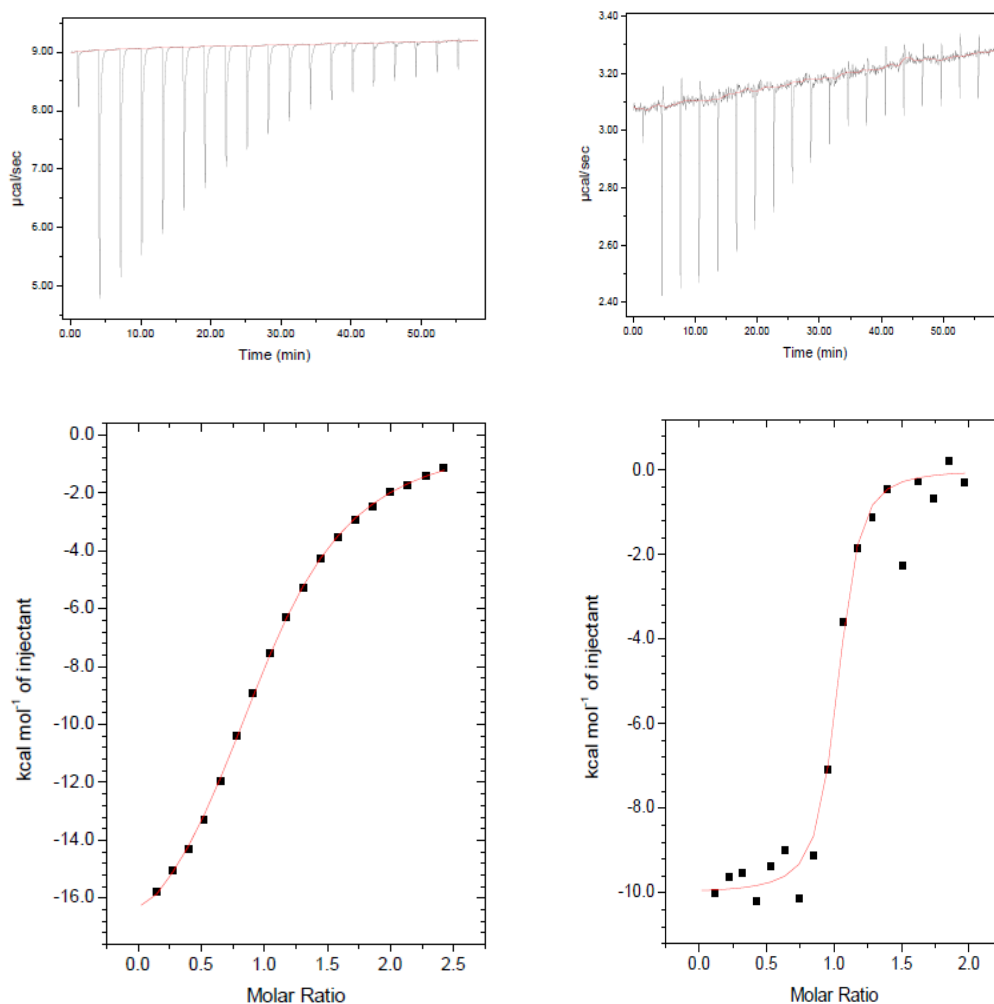 9.00
8.00
7.00
6.00
5.00
µcal/sec
0.00 10.00 20.00 30.00 40.00 50.00
Time (min)
3.40
3.20
3.00
2.80
2.60
2.40
µcal/sec
0.00 10.00 20.00 30.00 40.00 50.00
Time (min)
0.0
-2.0
-4.0
-6.0
-8.0
-10.0
-12.0
-14.0
-16.0
kcal mol⁻¹ of injectant
0.0 0.5 1.0 1.5 2.0 2.5
Molar Ratio
0.0
-2.0
-4.0
-6.0
-8.0
-10.0
kcal mol⁻¹ of injectant
0.0 0.5 1.0 1.5 2.0
Molar Ratio